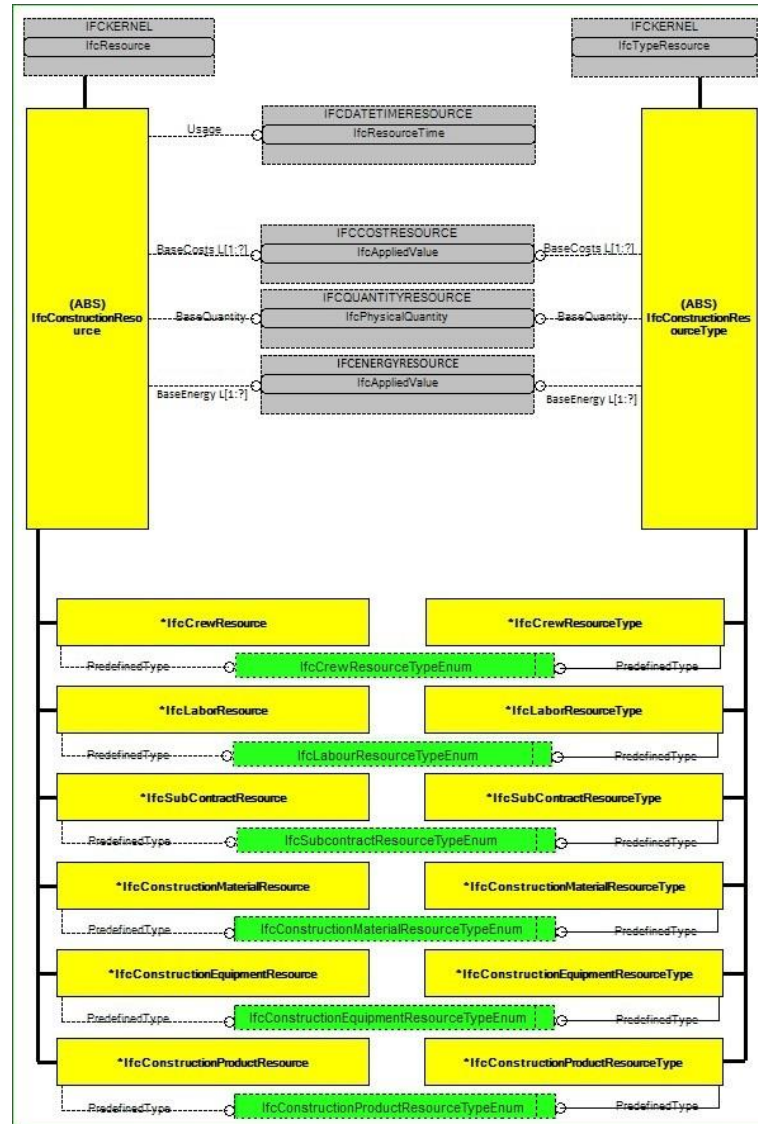 IFCKERNEL
IfcResource
IFCKERNEL
IfcTypeResource
Usage
IFCDATETIMERESOURCE
IfcResourceTime
BaseCosts L[1:?]
IFCCOSTRESOURCE
IfcAppliedValue
BaseCosts L[1:?]
(ABS)
IfcConstructionReso
urce
BaseQuantity
IFCQUANTITYRESOURCE
IfcPhysicalQuantity
BaseQuantity
(ABS)
IfcConstructionRes
ourceType
BaseEnergy L[1:?]
IFCENERGYRESOURCE
IfcAppliedValue
BaseEnergy L[1:?]
*IfcCrewResource
*IfcCrewResourceType
PredefinedType
IfcCrewResourceTypeEnum
PredefinedType
*IfcLaborResource
*IfcLaborResourceType
PredefinedType
IfcLabourResourceTypeEnum
PredefinedType
*IfcSubContractResource
*IfcSubContractResourceType
PredefinedType
IfcSubcontractResourceTypeEnum
PredefinedType
*IfcConstructionMaterialResource
*IfcConstructionMaterialResourceType
PredefinedType
IfcConstructionMaterialResourceTypeEnum
PredefinedType
*IfcConstructionEquipmentResource
*IfcConstructionEquipmentResourceType
PredefinedType
IfcConstructionEquipmentResourceTypeEnum
PredefinedType
*IfcConstructionProductResource
*IfcConstructionProductResourceType
PredefinedType
IfcConstructionProductResourceTypeEnum
PredefinedType